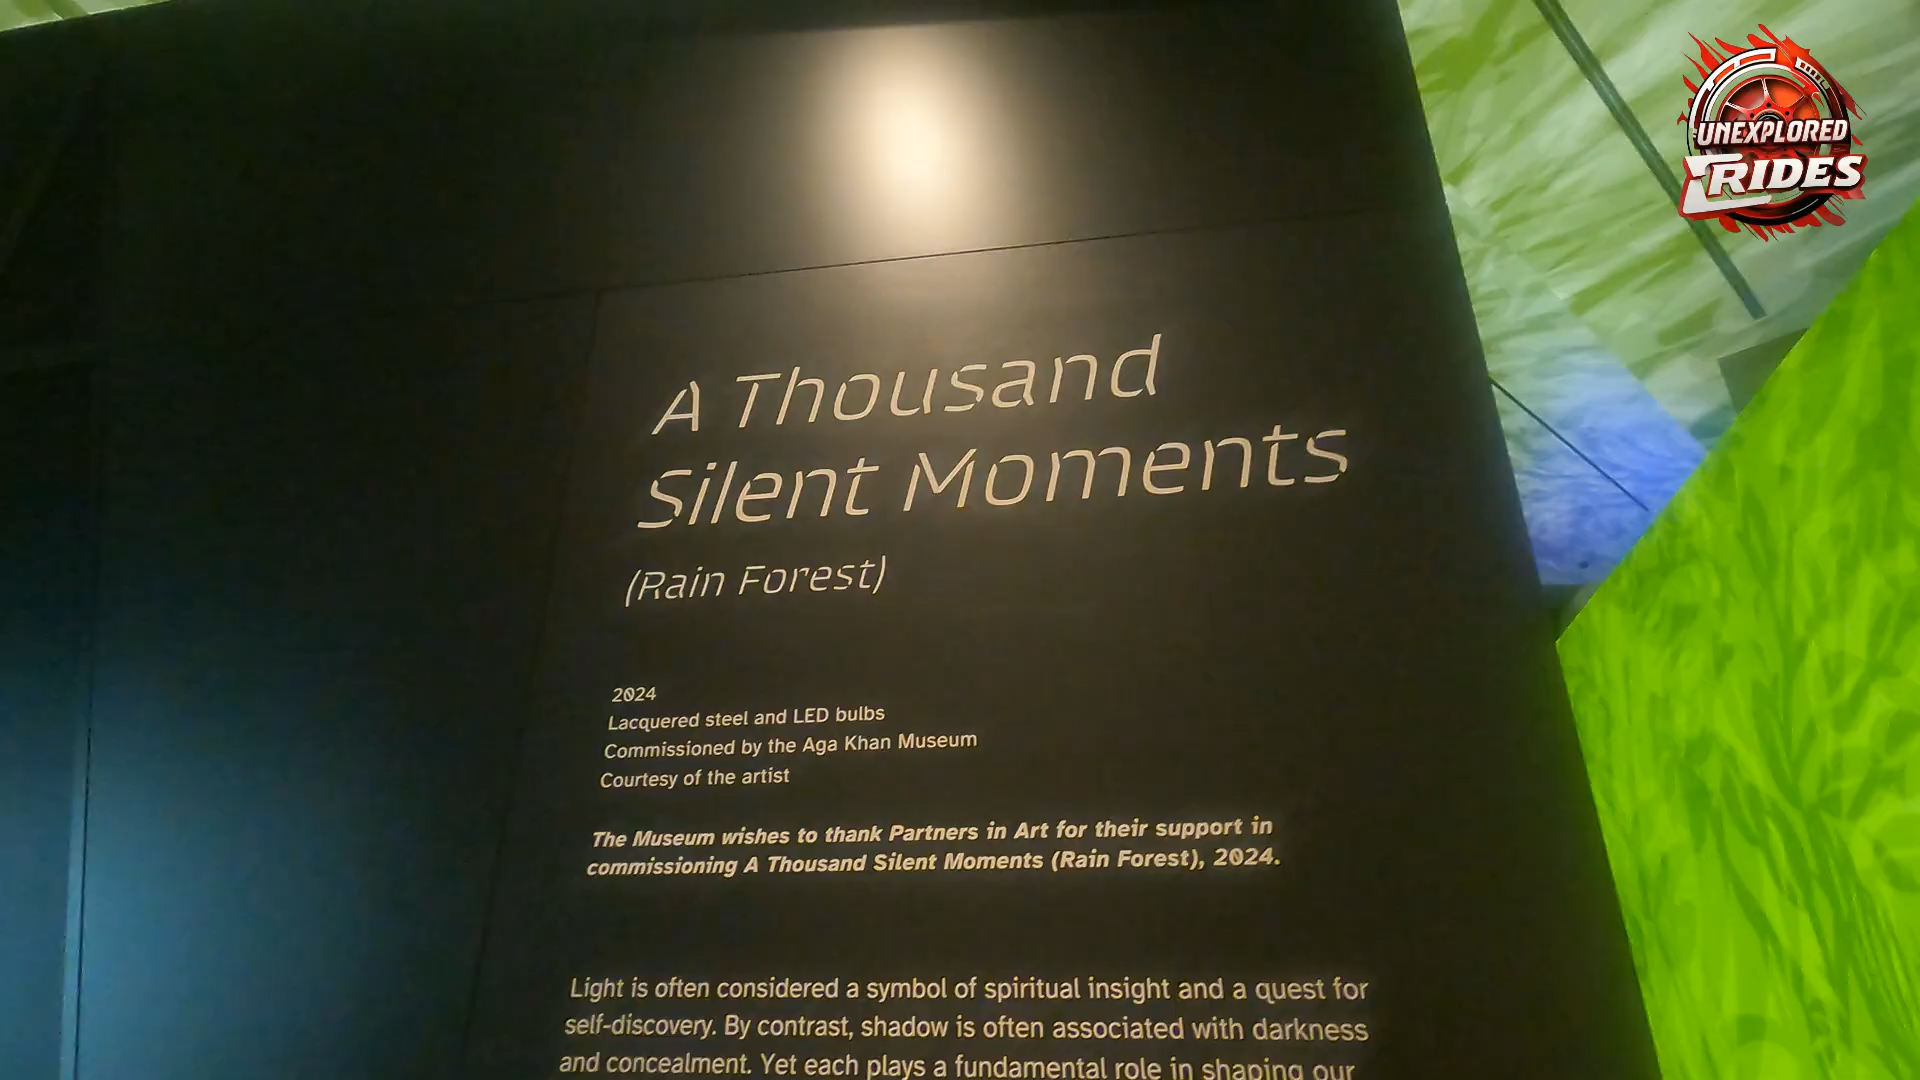 UNEXPLORED
RIDES
A Thousand
Silent Moments
(Rain Forest)
2024
Lacquered steel and LED bulbs
Commissioned by the Aga Khan Museum
Courtesy of the artist
The Museum wishes to thank Partners in Art for their support in
commissioning A Thousand Silent Moments (Rain Forest), 2024.
Light is often considered a symbol of spiritual insight and a quest for
self-discovery. By contrast, shadow is often associated with darkness
and concealment. Yet each plays a fundamental role in shaping our